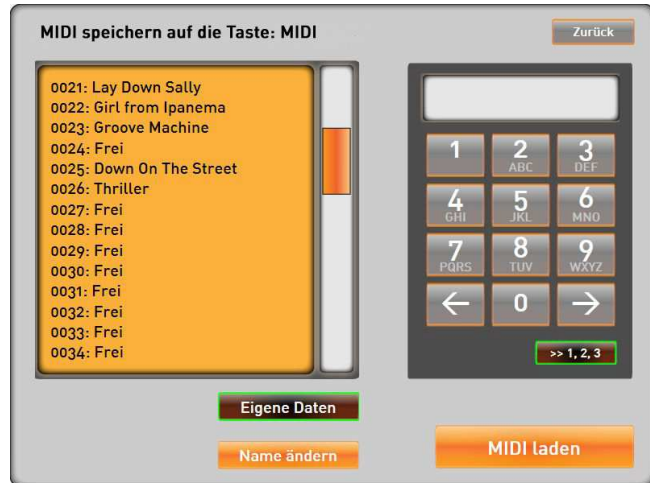 MIDI speichern auf die Taste: MIDI
Zurück
0021: Lay Down Sally
0022: Girl from Ipanema
0023: Groove Machine
0024: Frei
0025: Down On The Street
0026: Thriller
0027: Frei
0028: Frei
0029: Frei
0030: Frei
0031: Frei
0032: Frei
0033: Frei
0034: Frei
1 2 3
ABC DEF
4 5 6
GHI JKL MNO
7 8 9
PQRS TUV WXYZ
← 0 →
>> 1, 2, 3
Eigene Daten
Name ändern
MIDI laden